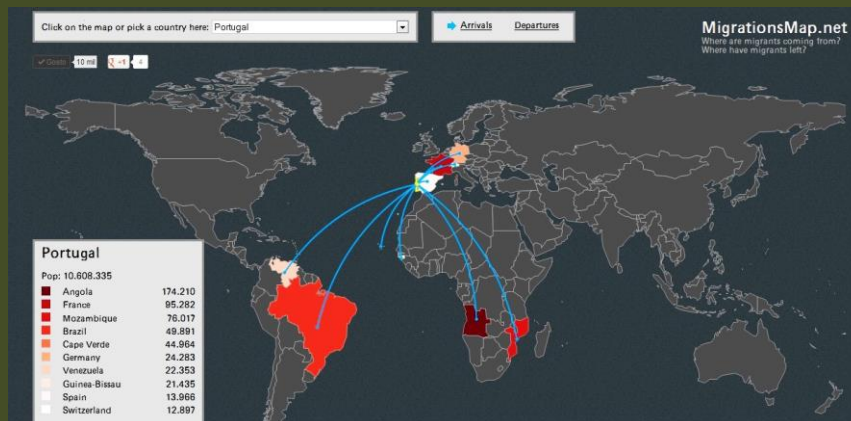 Click on the map or pick a country here: Portugal
Arrivals Departures
MigrationsMap.net
Where are migrants coming from?
Where have migrants left?
Gosto 10 mil +1 4
Portugal
Pop: 10.608.335
Angola 174.210
France 95.282
Mozambique 76.017
Brazil 49.891
Cape Verde 44.964
Germany 24.283
Venezuela 22.353
Guinea-Bissau 21.435
Spain 13.966
Switzerland 12.897